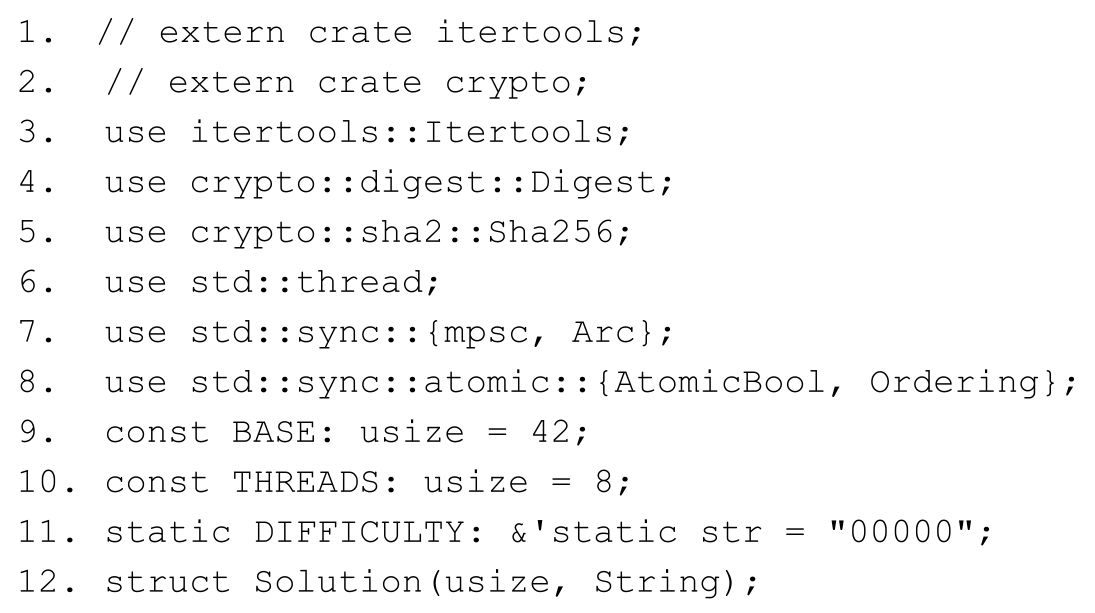 1.  // extern crate itertools;
2.  // extern crate crypto;
3.  use itertools::Itertools;
4.  use crypto::digest::Digest;
5.  use crypto::sha2::Sha256;
6.  use std::thread;
7.  use std::sync::{mpsc, Arc};
8.  use std::sync::atomic::{AtomicBool, Ordering};
9.  const BASE: usize = 42;
10. const THREADS: usize = 8;
11. static DIFFICULTY: &'static str = "00000";
12. struct Solution(usize, String);